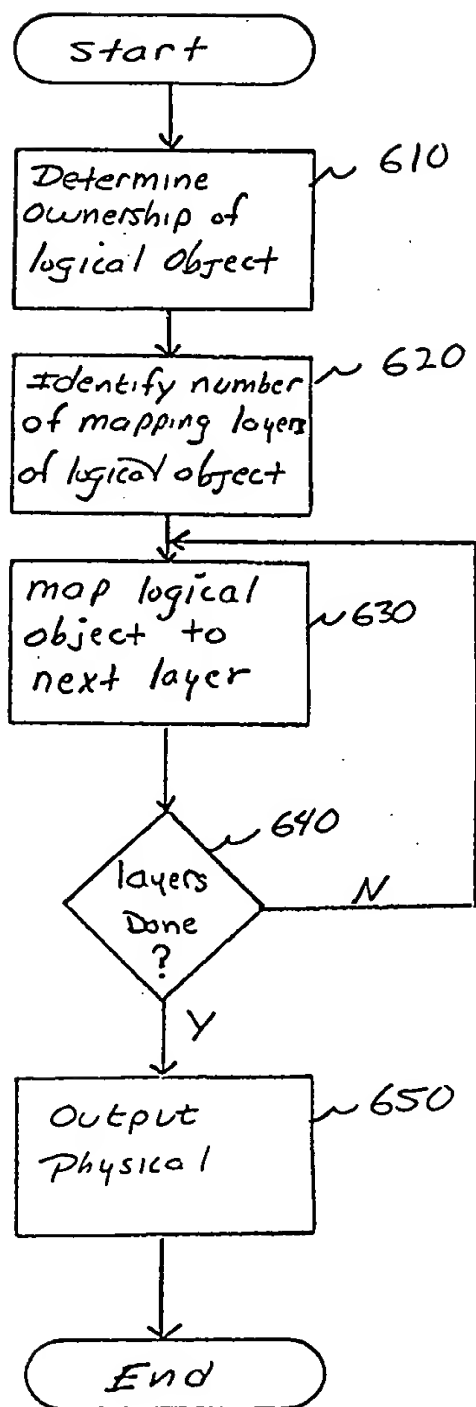 Start
Determine
Ownership of
logical Object
610
Identify number
of mapping layers
of logical object
620
map logical
object to
next layer
630
layers
Done
?
640
N
Y
Output
Physical
650
End